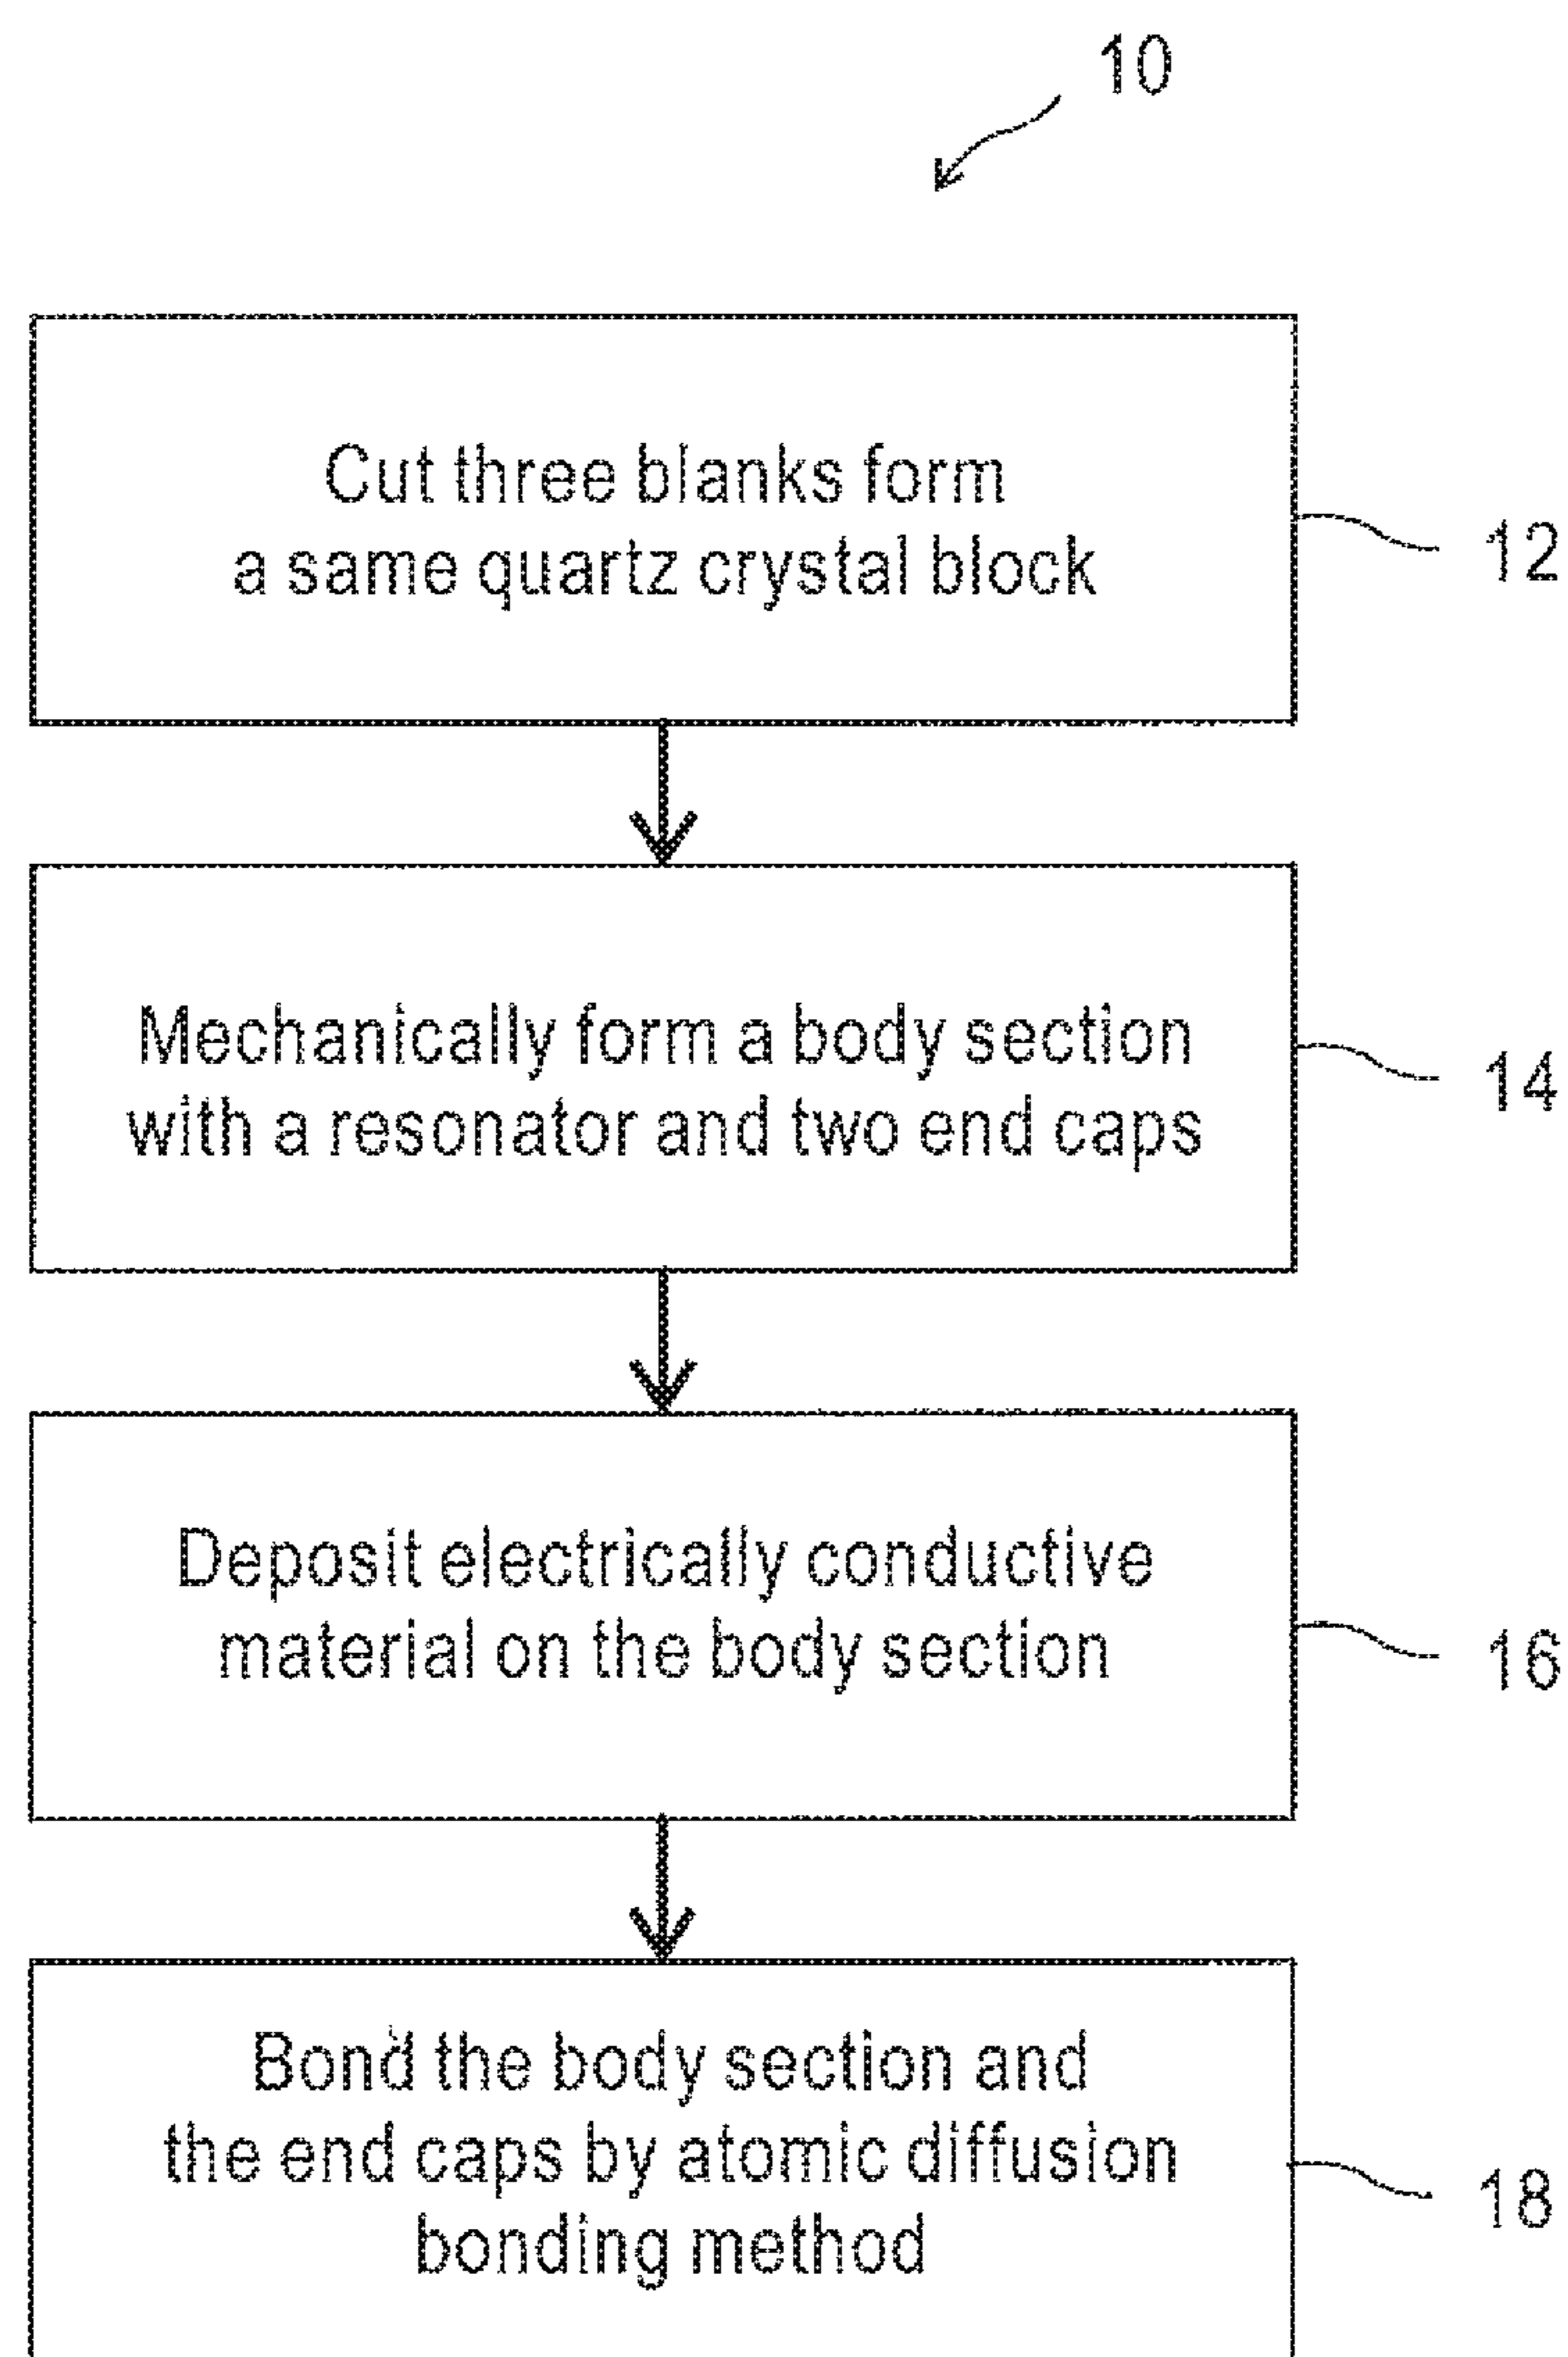 10
Cut three blanks form
a same quartz crystal block
12
Mechanically form a body section
with a resonator and two end caps
14
Deposit electrically conductive
material on the body section
16
Bond the body section and
the end caps by atomic diffusion
bonding method
18